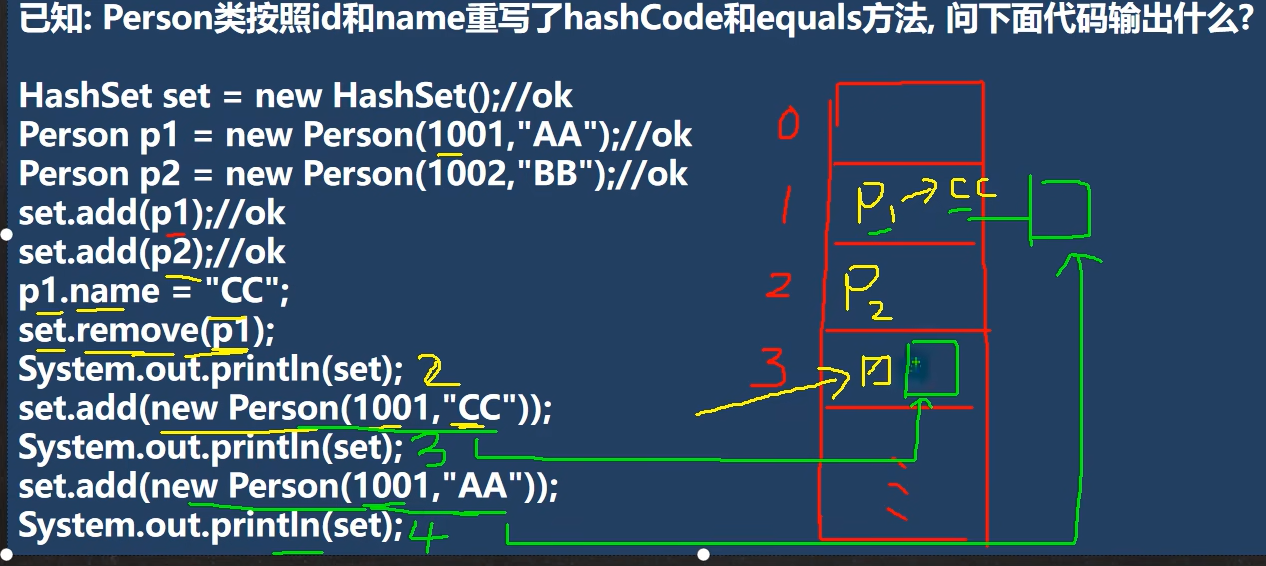 已知: Person类按照id和name重写了hashCode和equals方法, 问下面代码输出什么?
HashSet set = new HashSet();//ok
Person p1 = new Person(1001,"AA");//ok
Person p2 = new Person(1002,"BB");//ok
set.add(p1);//ok
set.add(p2);//ok
p1.name = "CC";
set.remove(p1);
System.out.println(set); 2
set.add(new Person(1001,"CC"));
System.out.println(set); 3
set.add(new Person(1001,"AA"));
System.out.println(set); 4
0
1 P1 → CC
2 P2
3